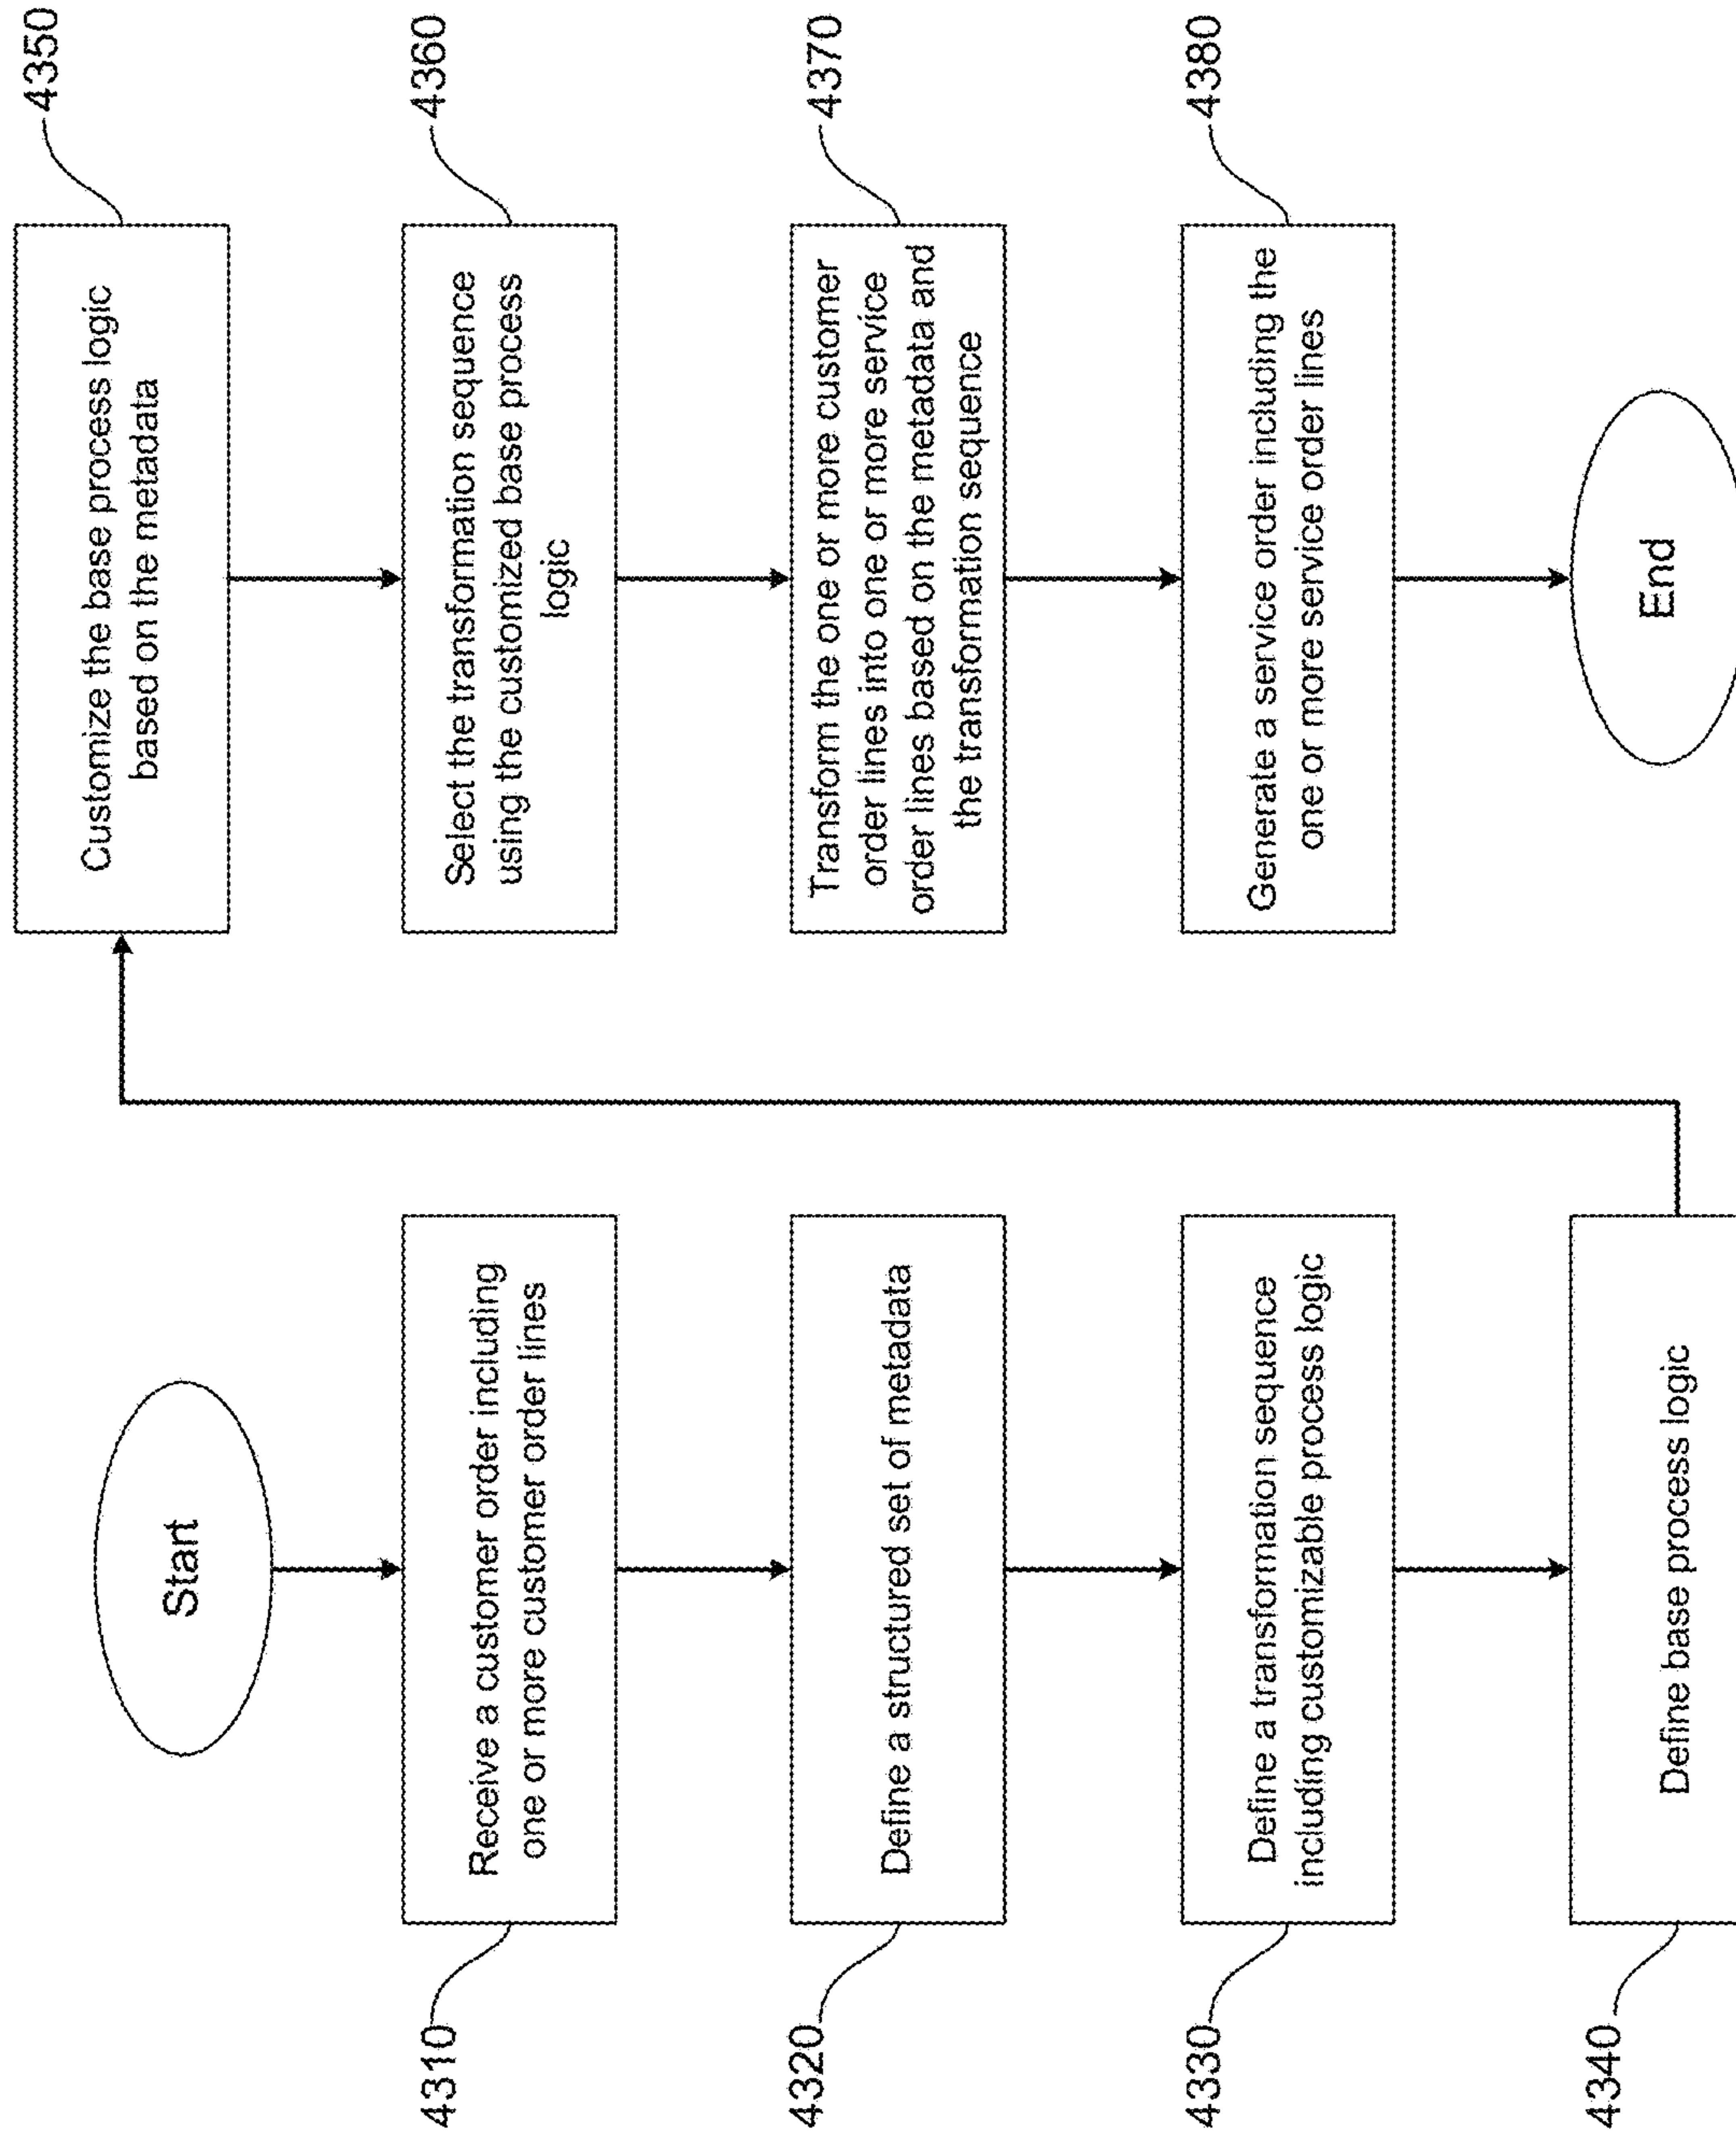 Start
4310
Receive a customer order including
one or more customer order lines
4320
Define a structured set of metadata
4330
Define a transformation sequence
including customizable process logic
4340
Define base process logic
4350
Customize the base process logic
based on the metadata
4360
Select the transformation sequence
using the customized base process
logic
4370
Transform the one or more customer
order lines into one or more service
order lines based on the metadata and
the transformation sequence
4380
Generate a service order including the
one or more service order lines
End